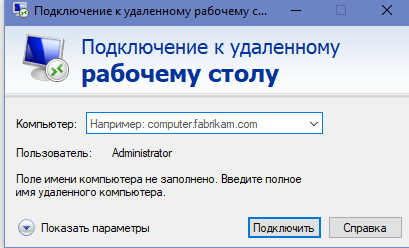 Подключение к удаленному рабочему с...
Подключение к удаленному
рабочему столу
Компьютер: Например: computer.fabrikam.com
Пользователь: Administrator
Поле имени компьютера не заполнено. Введите полное
имя удаленного компьютера.
Показать параметры Подключить Справка